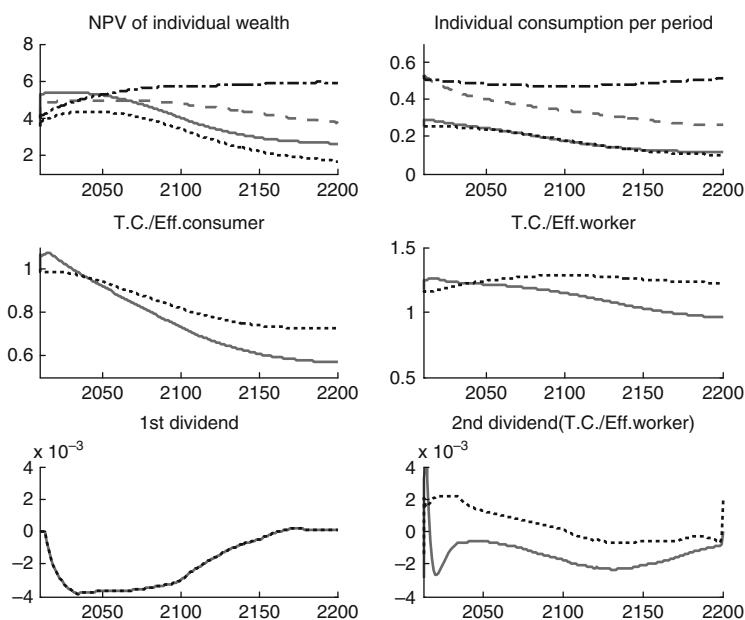 NPV of individual wealth
8
6
4
2
2050 2100 2150 2200
Individual consumption per period
0.6
0.4
0.2
0
2050 2100 2150 2200
T.C./Eff.consumer
1
0.8
0.6
2050 2100 2150 2200
T.C./Eff.worker
1.5
1
0.5
2050 2100 2150 2200
1st dividend
x 10⁻³
4
2
0
−2
−4
2050 2100 2150 2200
2nd dividend(T.C./Eff.worker)
x 10⁻³
4
2
0
−2
−4
2050 2100 2150 2200